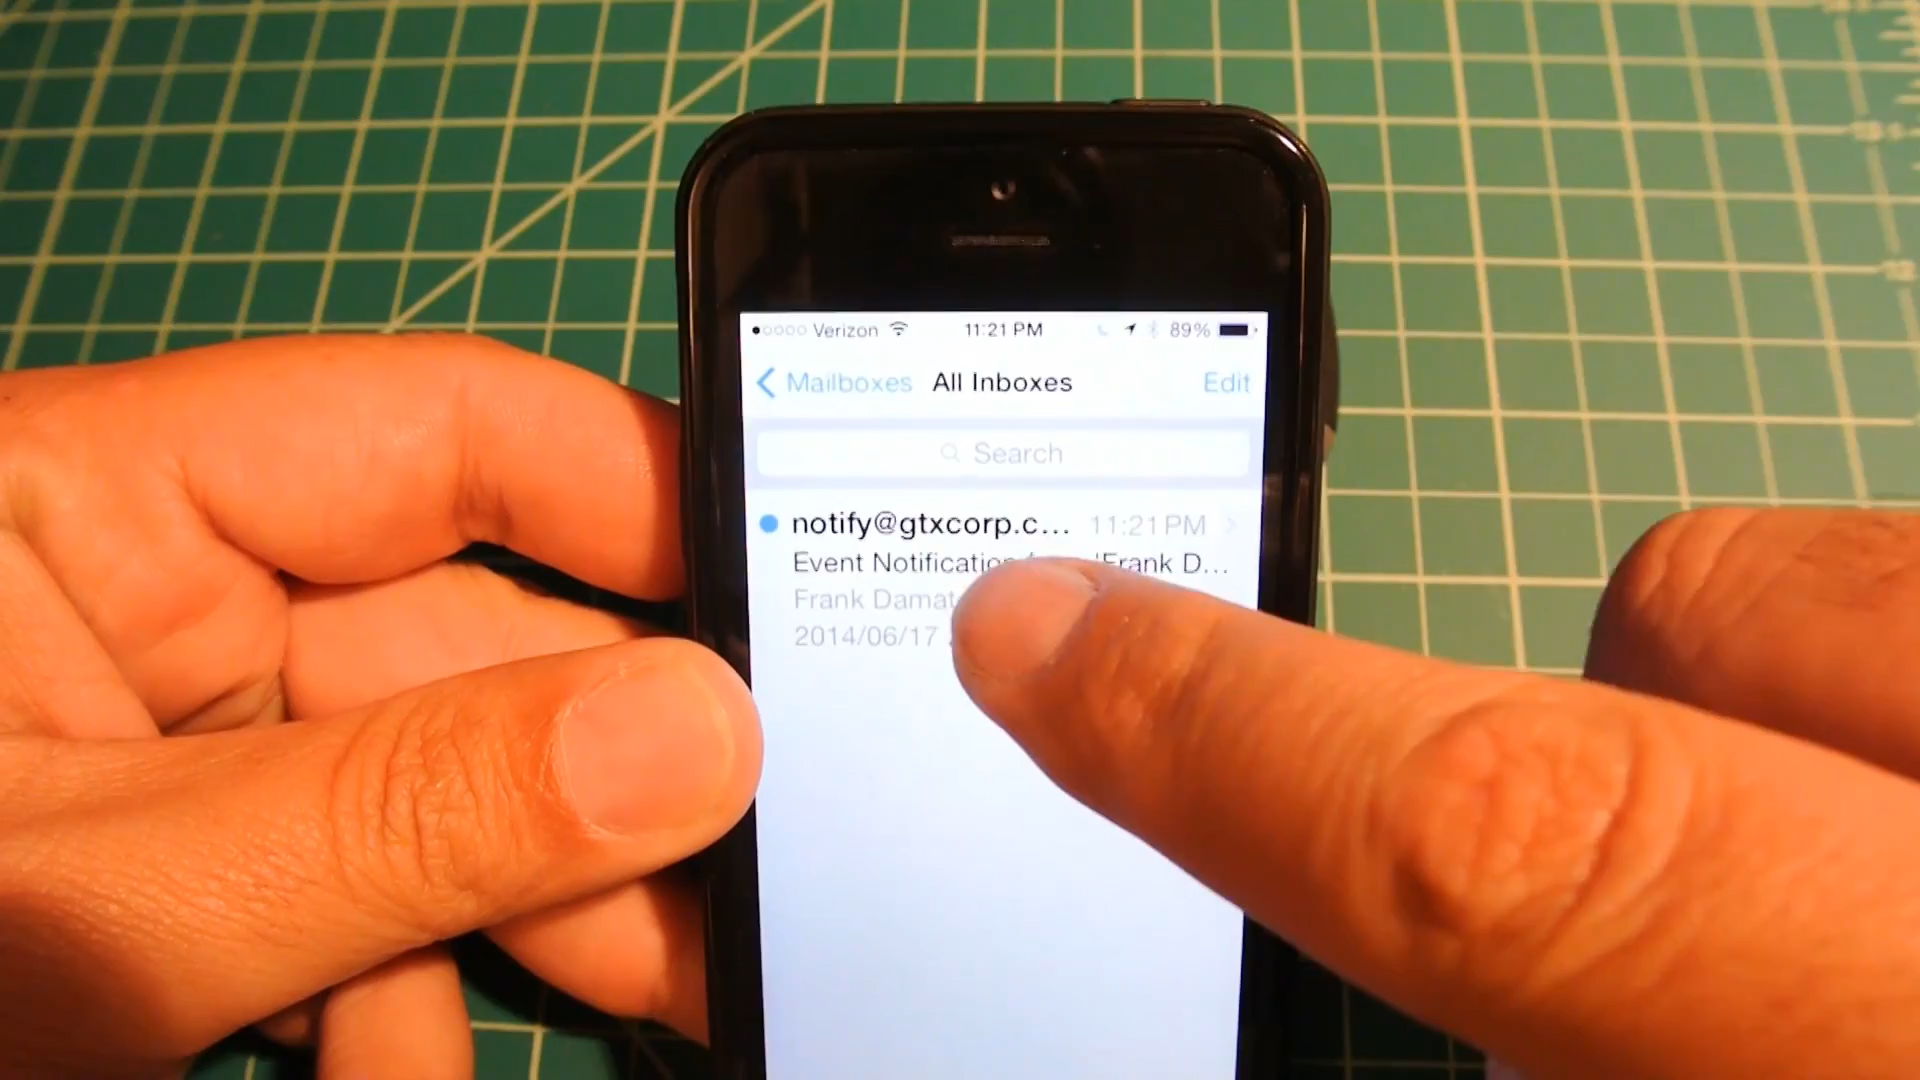 Verizon 11:21 PM 89%
Mailboxes All Inboxes Edit
Search
notify@gtxcorp.c... 11:21 PM
Event Notification 'Frank D...
Frank
2014/06/17